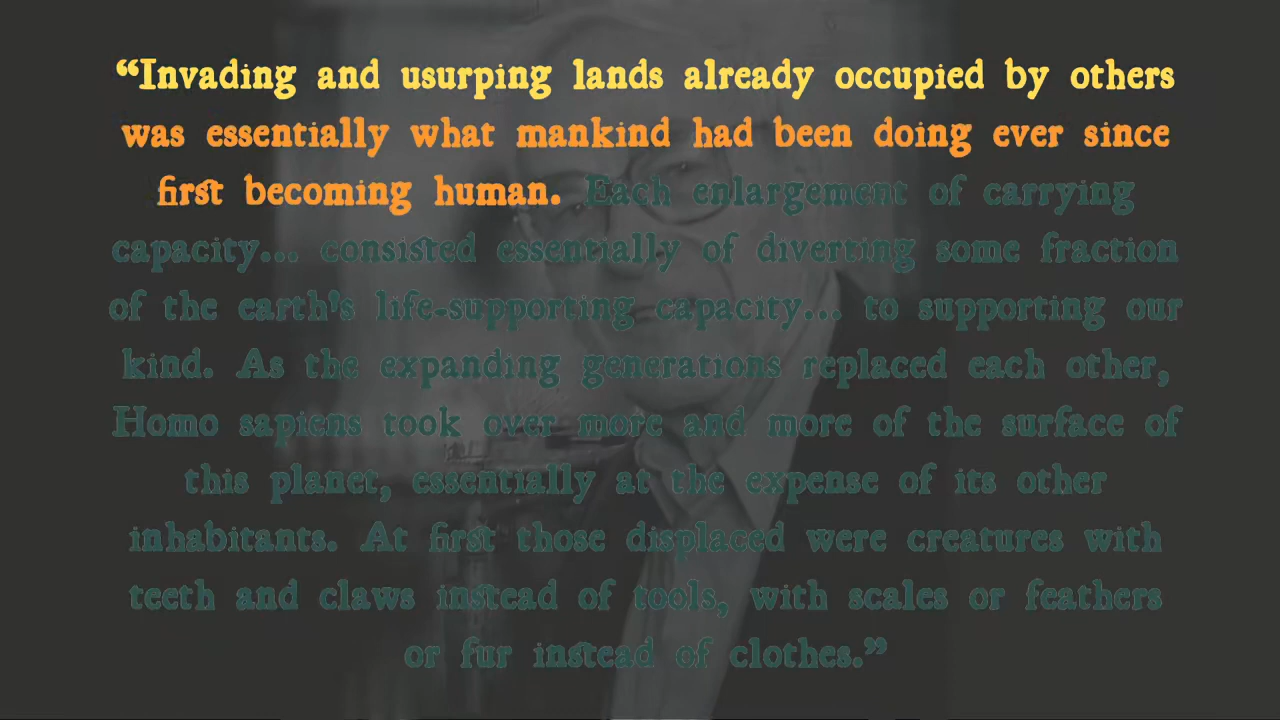 “Invading and usurping lands already occupied by others
was essentially what mankind had been doing ever since
first becoming human. Each enlargement of carrying
capacity... consisted essentially of diverting some fraction
of the earth's life-supporting capacity... to supporting our
kind. As the expanding generations replaced each other,
Homo sapiens took over more and more of the surface of
this planet, essentially at the expense of its other
inhabitants. At first those displaced were creatures with
teeth and claws instead of tools, with scales or feathers
or fur instead of clothes.”